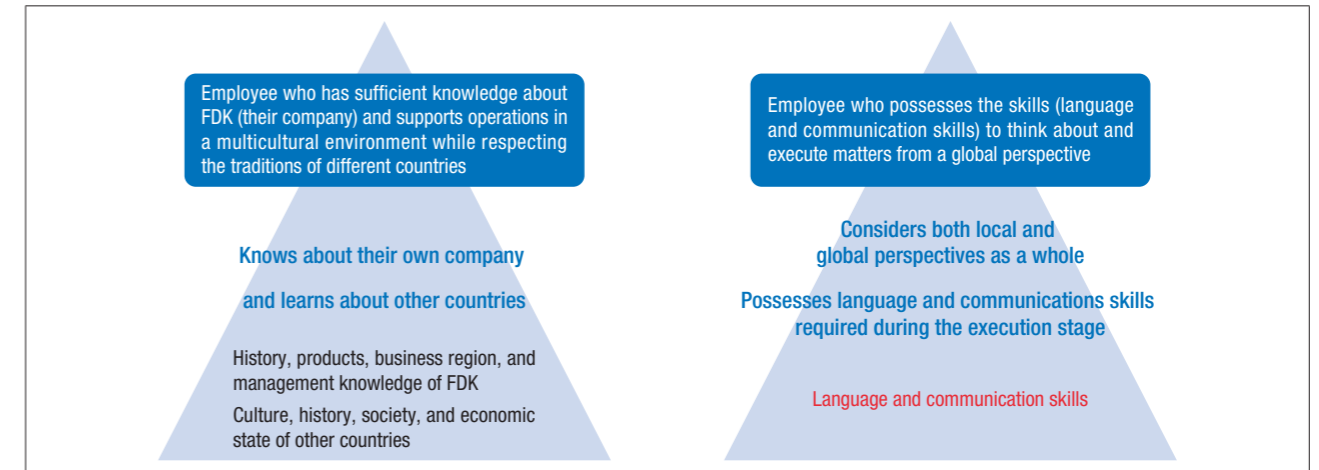 Employee who has sufficient knowledge about
FDK (their company) and supports operations in
a multicultural environment while respecting
the traditions of different countries
Knows about their own company
and learns about other countries
History, products, business region, and
management knowledge of FDK
Culture, history, society, and economic
state of other countries
Employee who possesses the skills (language
and communication skills) to think about and
execute matters from a global perspective
Considers both local and
global perspectives as a whole
Possesses language and communications skills
required during the execution stage
Language and communication skills